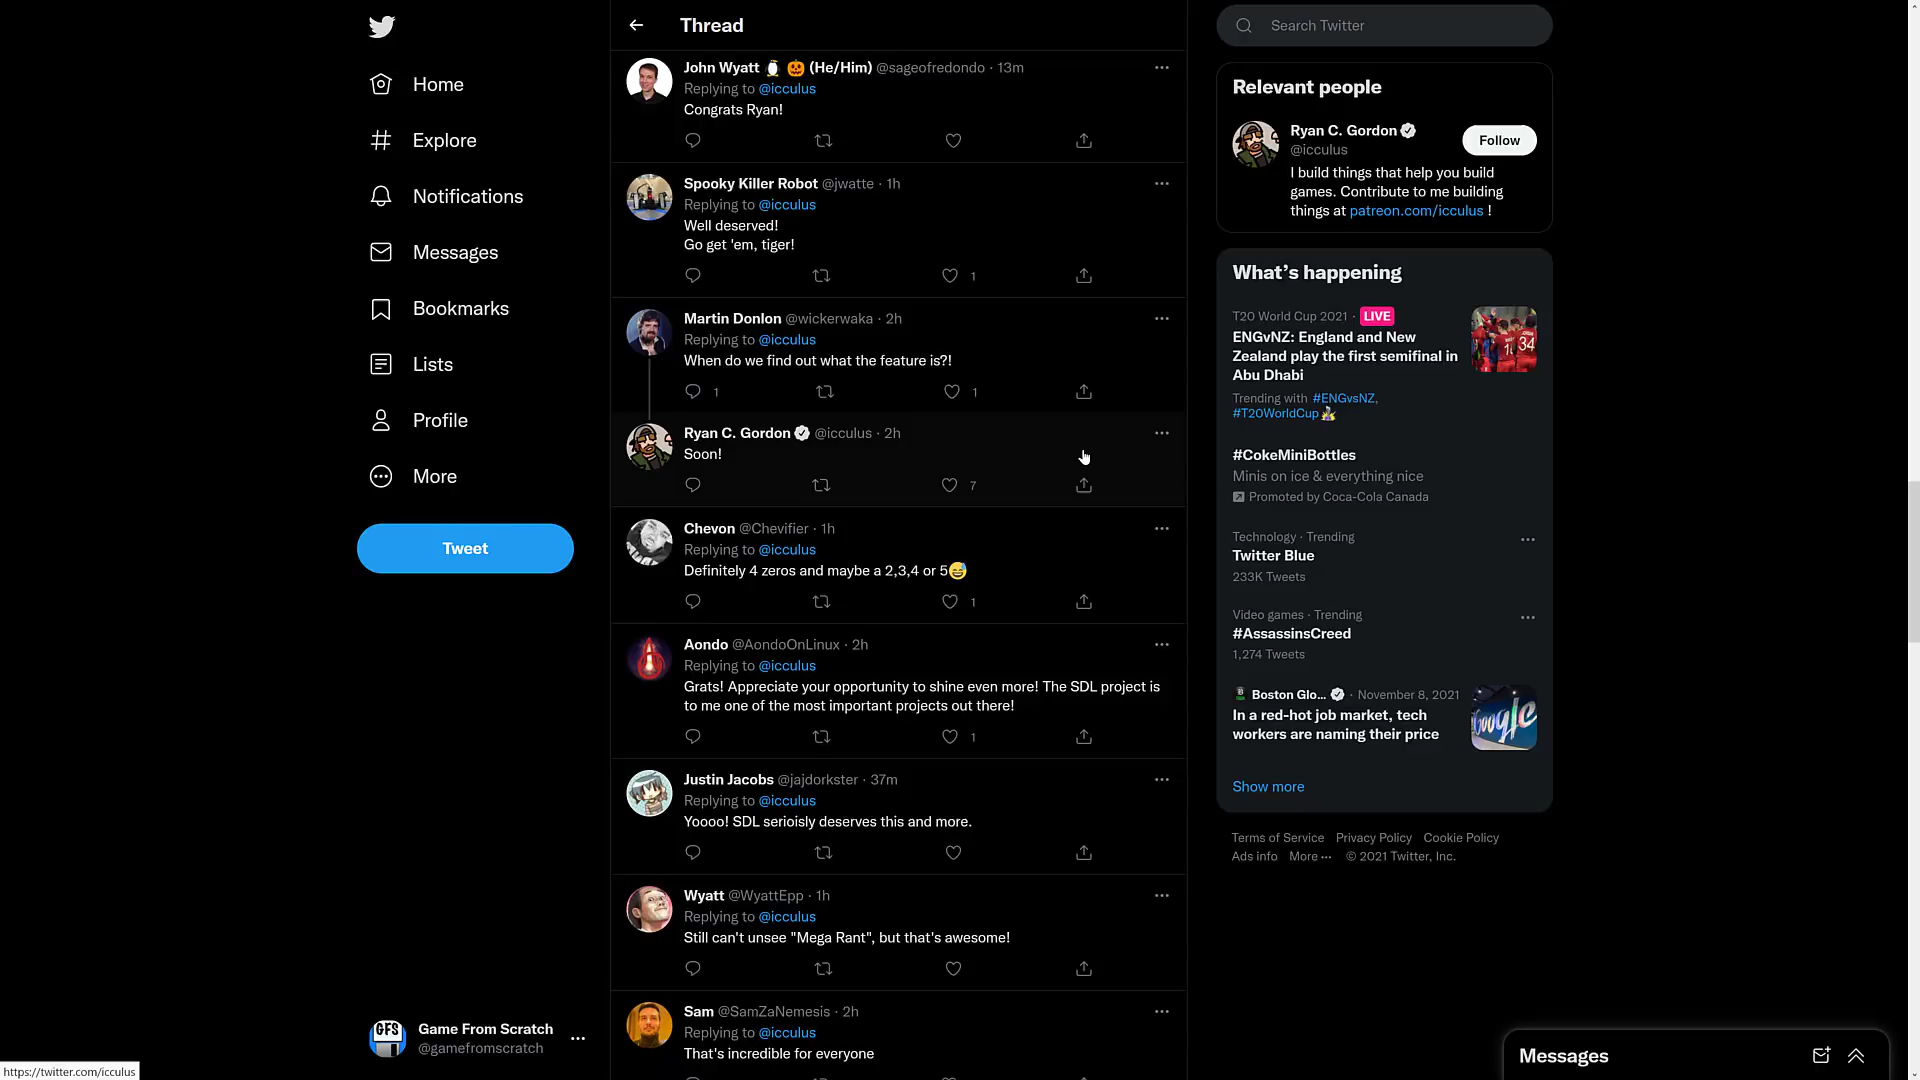 Home
Explore
Notifications
Messages
Bookmarks
Lists
Profile
More
Tweet
GFS
Game From Scratch
@gamefromscratch
https://twitter.com/icculus
Thread
John Wyatt 🐧 🎃 (He/Him) @sageofredondo · 13m
Replying to @icculus
Congrats Ryan!
Spooky Killer Robot @jwatte · 1h
Replying to @icculus
Well deserved!
Go get 'em, tiger!
1
Martin Donlon @wickerwaka · 2h
Replying to @icculus
When do we find out what the feature is?!
1 1
Ryan C. Gordon @icculus · 2h
Soon!
7
Chevon @Chevifier · 1h
Replying to @icculus
Definitely 4 zeros and maybe a 2,3,4 or 5😅
1
Aondo @AondoOnLinux · 2h
Replying to @icculus
Grats! Appreciate your opportunity to shine even more! The SDL project is
to me one of the most important projects out there!
1
Justin Jacobs @jajdorkster · 37m
Replying to @icculus
Yoooo! SDL serioisly deserves this and more.
Wyatt @WyattEpp · 1h
Replying to @icculus
Still can't unsee "Mega Rant", but that's awesome!
Sam @SamZaNemesis · 2h
Replying to @icculus
That's incredible for everyone
Search Twitter
Relevant people
Ryan C. Gordon
@icculus
Follow
I build things that help you build
games. Contribute to me building
things at patreon.com/icculus !
What's happening
T20 World Cup 2021 · LIVE
ENGvNZ: England and New
Zealand play the first semifinal in
Abu Dhabi
Trending with #ENGvsNZ,
#T20WorldCup
34
#CokeMiniBottles
Minis on ice & everything nice
Promoted by Coca-Cola Canada
Technology · Trending
Twitter Blue
233K Tweets
Video games · Trending
#AssassinsCreed
1,274 Tweets
Boston Glo... · November 8, 2021
In a red-hot job market, tech
workers are naming their price
Google
Show more
Terms of Service Privacy Policy Cookie Policy
Ads info More ··· © 2021 Twitter, Inc.
Messages